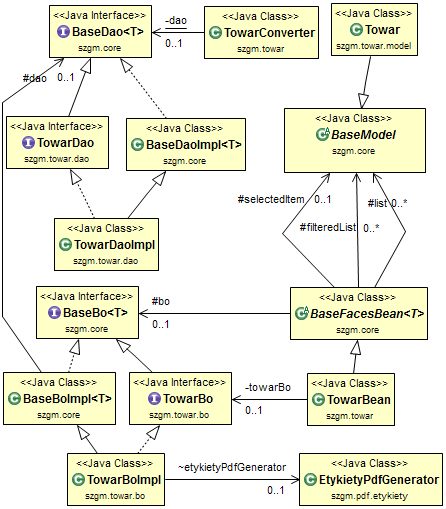 <<Java Interface>>
BaseDao<T>
szgm.core
-dao
0..1
<<Java Class>>
TowarConverter
szgm.towar
<<Java Class>>
Towar
szgm.towar.model
#dao
0..1
<<Java Interface>>
TowarDao
szgm.towar.dao
<<Java Class>>
BaseDaoImpl<T>
szgm.core
<<Java Class>>
BaseModel
szgm.core
#selectedItem
0..1
#list
0..*
#filteredList
0..*
<<Java Class>>
TowarDaoImpl
szgm.towar.dao
<<Java Interface>>
BaseBo<T>
szgm.core
#bo
0..1
<<Java Class>>
BaseFacesBean<T>
szgm.core
<<Java Class>>
BaseBoImpl<T>
szgm.core
<<Java Interface>>
TowarBo
szgm.towar.bo
-towarBo
0..1
<<Java Class>>
TowarBean
szgm.core
<<Java Class>>
TowarBoImpl
szgm.towar.bo
~etykietyPdfGenerator
0..1
<<Java Class>>
EtykietyPdfGenerator
szgm.pdf.etykiety